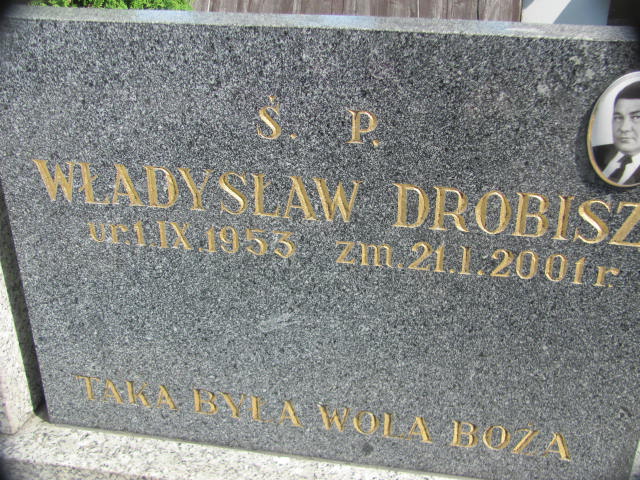 Ś. P.
WŁADYSŁAW DROBISZ
ur.1.IX.1953 zm.21.1.2001r.
TAKA BYŁA WOLA BOŻA